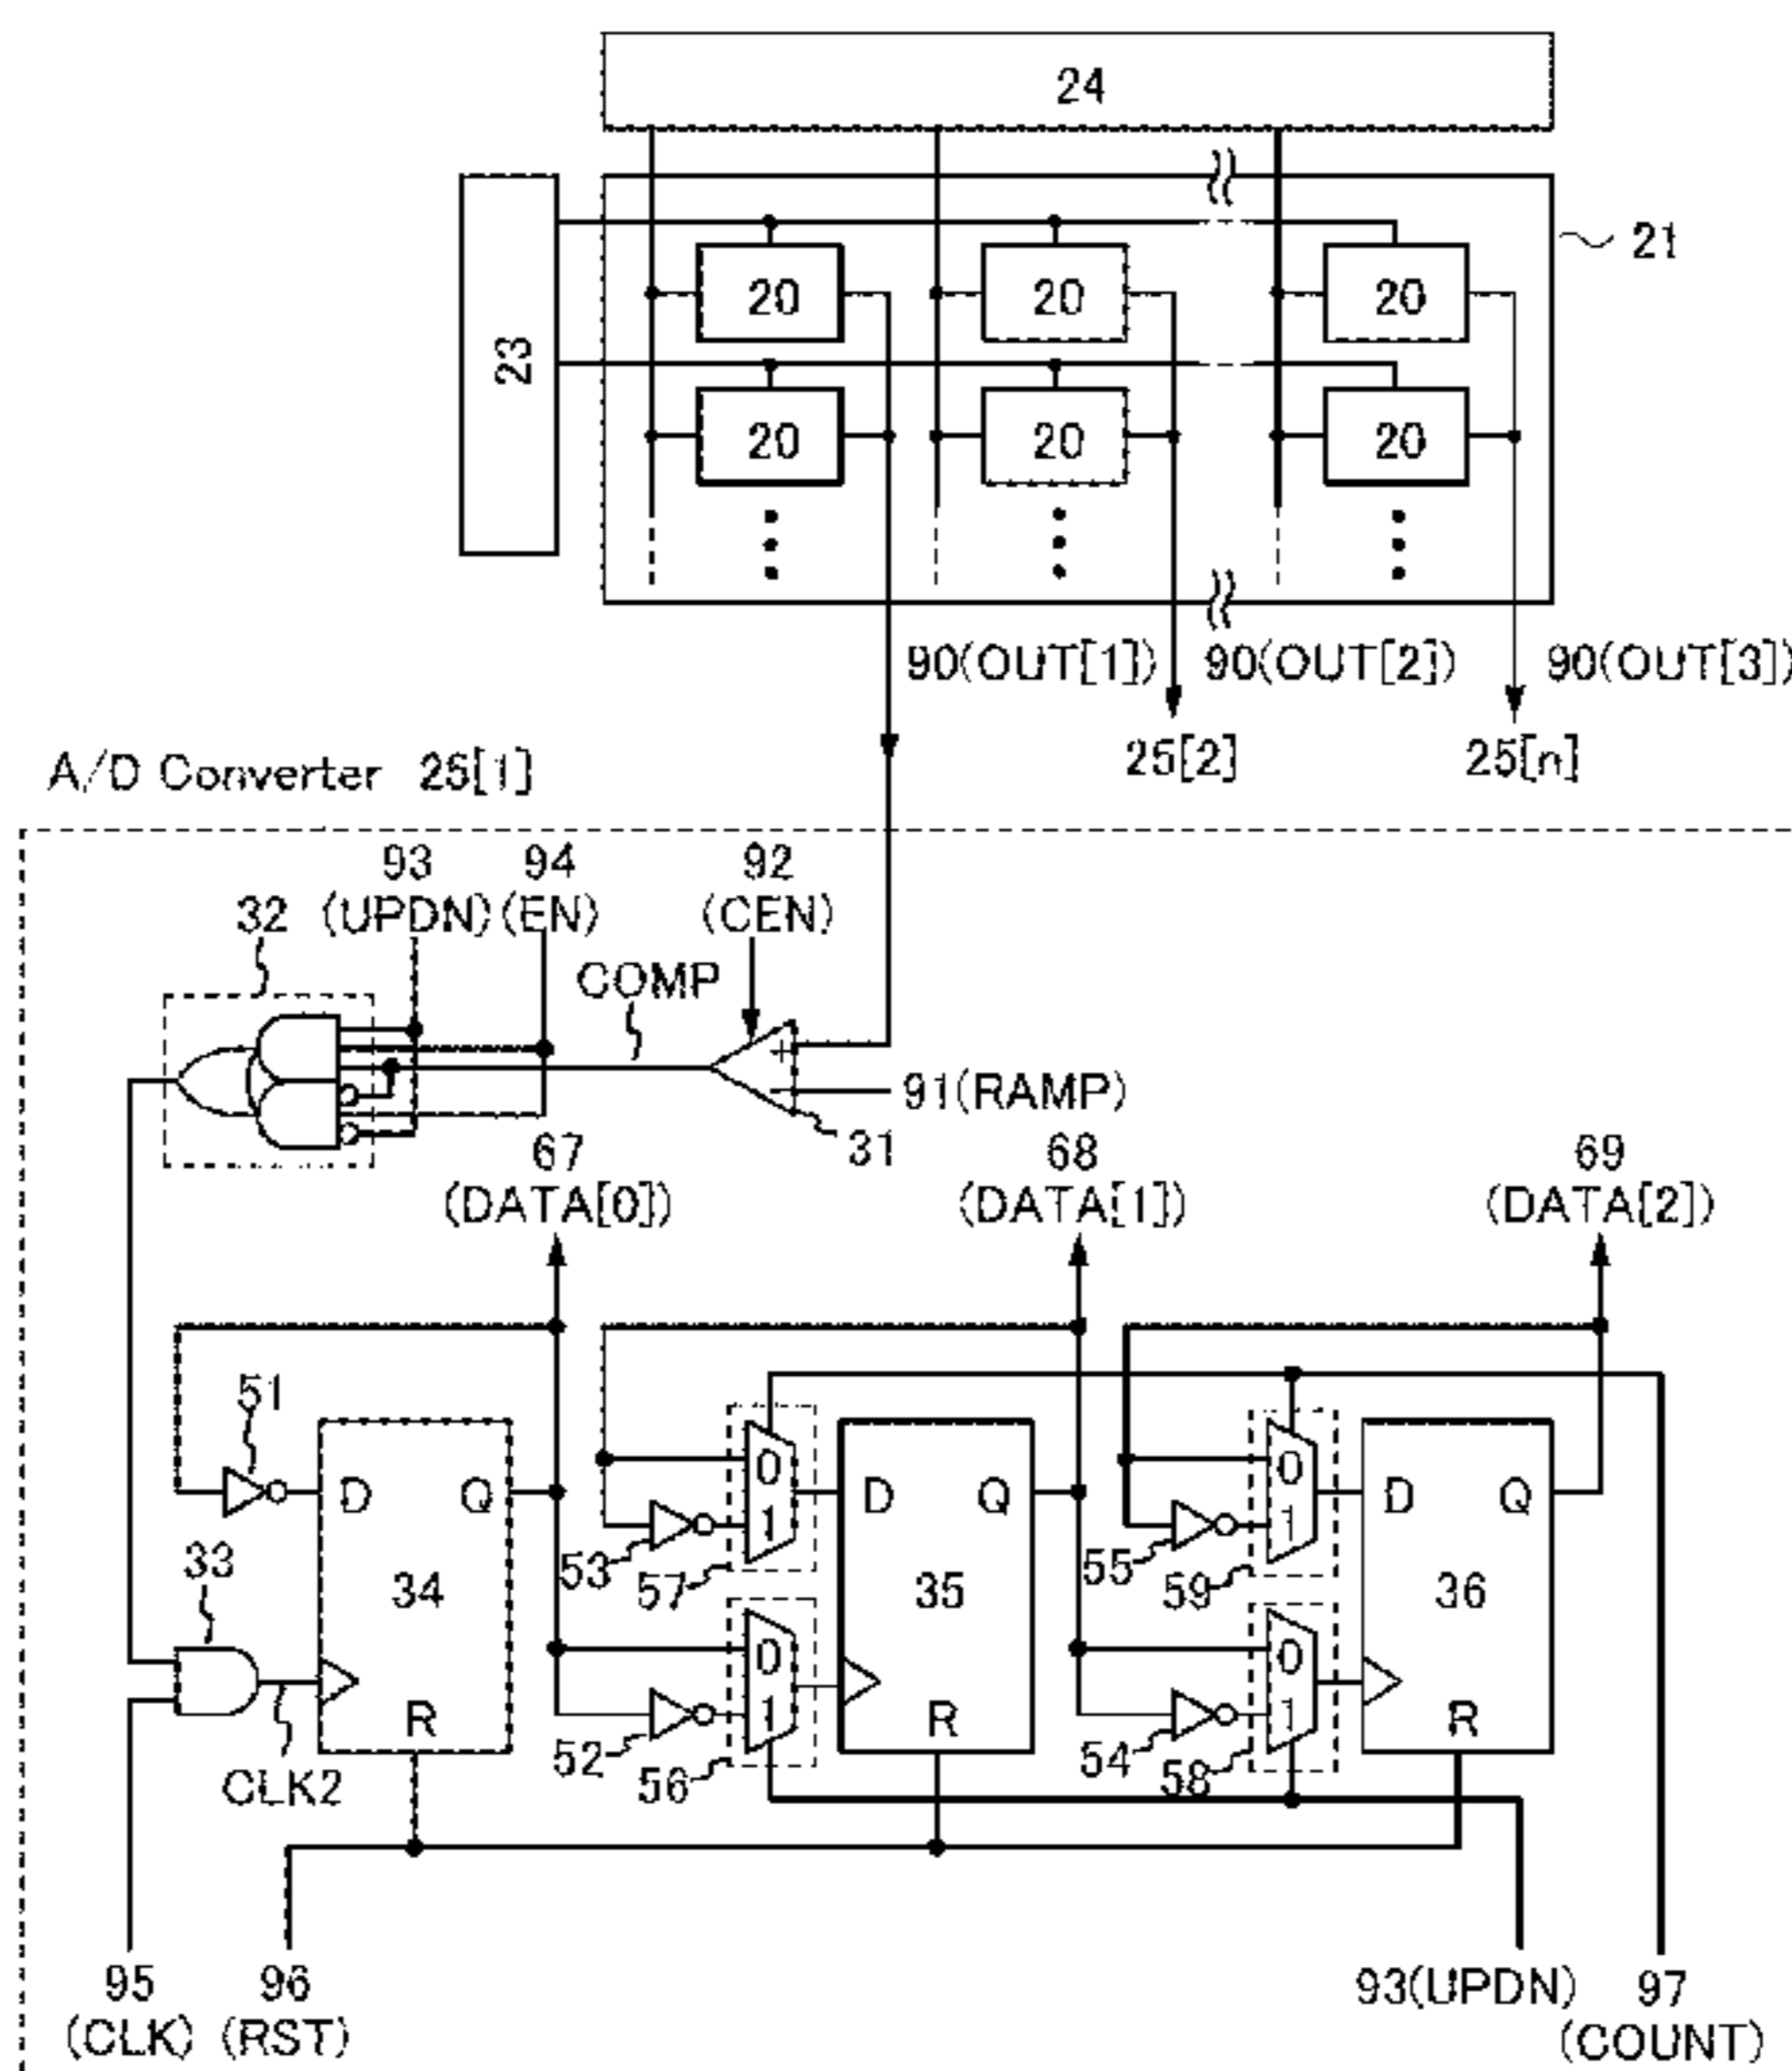 24
21
20 20 20
23
20 20 20
90(OUT[1]) 90(OUT[2]) 90(OUT[3])
25[2] 25[n]
A/D Converter 25[1]
93 94 92
32 (UPDN) (EN) (CEN)
COMP
91(RAMP)
31
67 68 69
(DATA[0]) (DATA[1]) (DATA[2])
51
0 0
D Q D Q D Q
1 1
53 55
33 57 59
34 35 36
0 0
1 1
R R R
52 54
CLK2 56 58
95 96 93(UPDN) 97
(CLK) (RST) (COUNT)